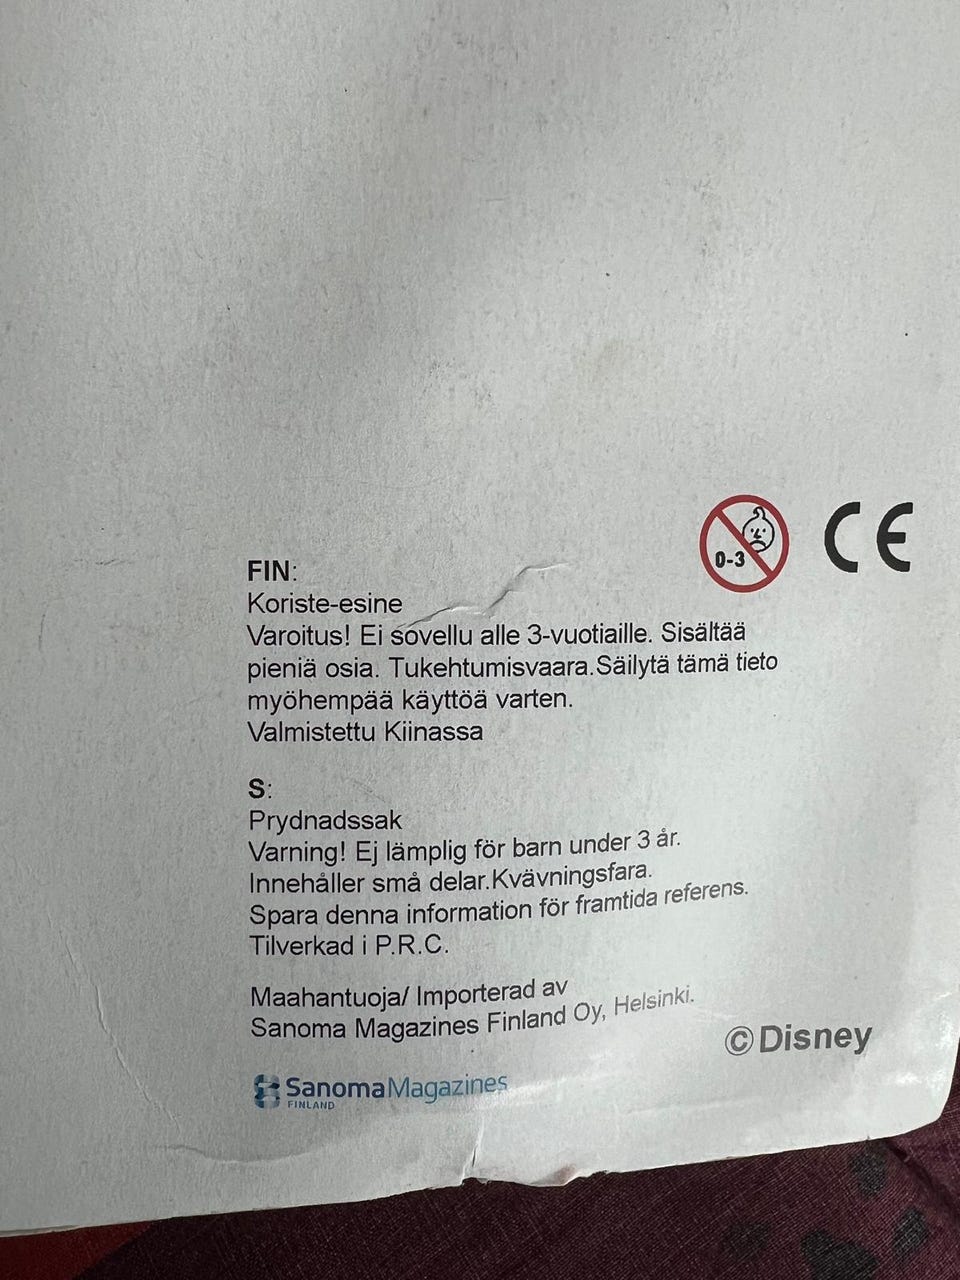 0-3
CE
FIN:
Koriste-esine
Varoitus! Ei sovellu alle 3-vuotiaille. Sisältää
pieniä osia. Tukehtumisvaara.Säilytä tämä tieto
myöhempää käyttöä varten.
Valmistettu Kiinassa
S:
Prydnadssak
Varning! Ej lämplig för barn under 3 år.
Innehåller små delar.Kvävningsfara.
Spara denna information för framtida referens.
Tilverkad i P.R.C.
Maahantuoja/ Importerad av
Sanoma Magazines Finland Oy, Helsinki.
©Disney
SanomaMagazines
FINLAND